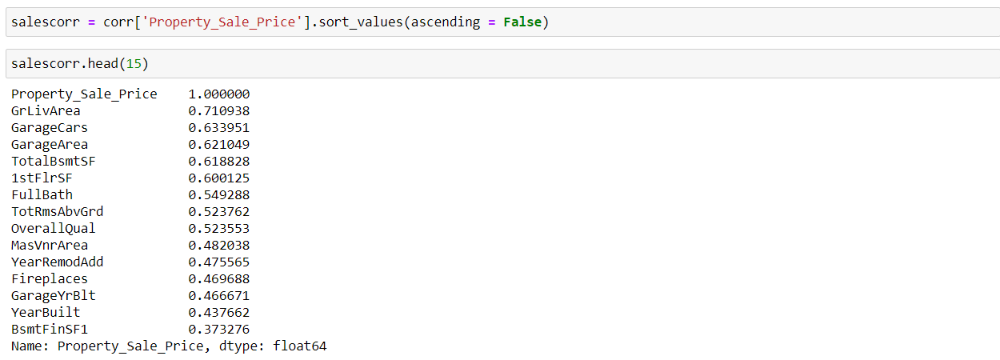 salescorr = corr['Property_Sale_Price'].sort_values(ascending = False)
salescorr.head(15)
Property_Sale_Price    1.000000
GrLivArea              0.710938
GarageCars             0.633951
GarageArea             0.621049
TotalBsmtSF            0.618828
1stFlrSF               0.600125
FullBath               0.549288
TotRmsAbvGrd           0.523762
OverallQual            0.523553
MasVnrArea             0.482038
YearRemodAdd           0.475565
Fireplaces             0.469688
GarageYrBlt            0.466671
YearBuilt              0.437662
BsmtFinSF1             0.373276
Name: Property_Sale_Price, dtype: float64